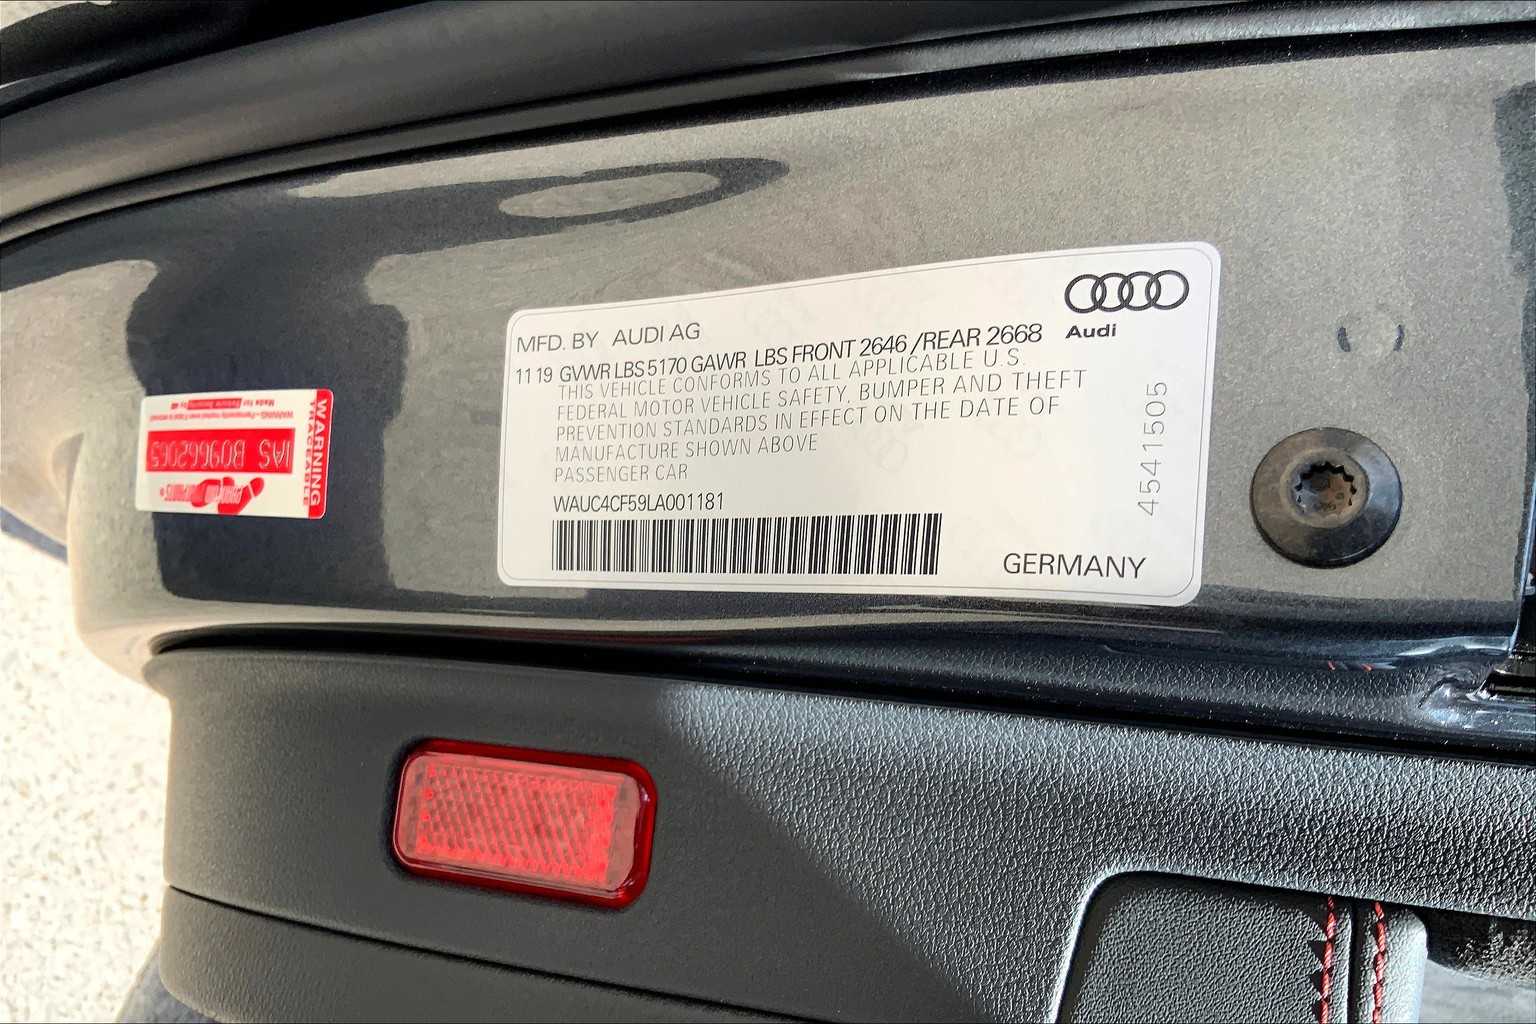 Audi
MFD. BY AUDI AG
11 19 GVWR LBS 5170 GAWR LBS FRONT 2646 /REAR 2668
THIS VEHICLE CONFORMS TO ALL APPLICABLE U.S.
FEDERAL MOTOR VEHICLE SAFETY, BUMPER AND THEFT
PREVENTION STANDARDS IN EFFECT ON THE DATE OF
MANUFACTURE SHOWN ABOVE
PASSENGER CAR
WAUC4CF59LA001181
GERMANY
4541505
WARNING
TRACEABLE
IAS B09662065